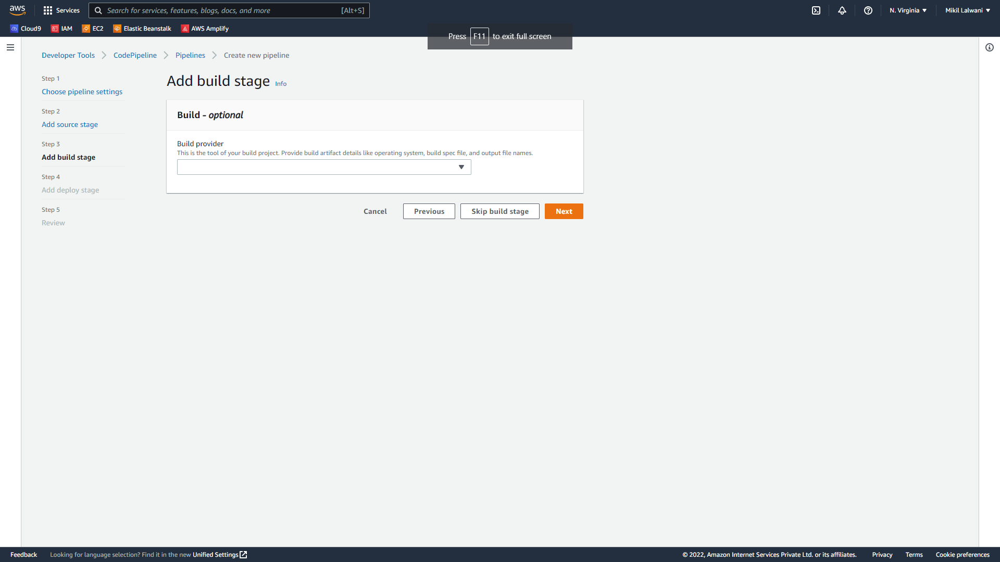 aws
Services
Search for services, features, blogs, docs, and more
[Alt+S]
N. Virginia
Mikil Lalwani
Cloud9
IAM
EC2
Elastic Beanstalk
AWS Amplify
Press F11 to exit full screen
Developer Tools
CodePipeline
Pipelines
Create new pipeline
Step 1
Choose pipeline settings
Step 2
Add source stage
Step 3
Add build stage
Step 4
Add deploy stage
Step 5
Review
Add build stage Info
Build - optional
Build provider
This is the tool of your build project. Provide build artifact details like operating system, build spec file, and output file names.
Cancel
Previous
Skip build stage
Next
Feedback
Looking for language selection? Find it in the new Unified Settings
© 2022, Amazon Internet Services Private Ltd. or its affiliates.
Privacy
Terms
Cookie preferences